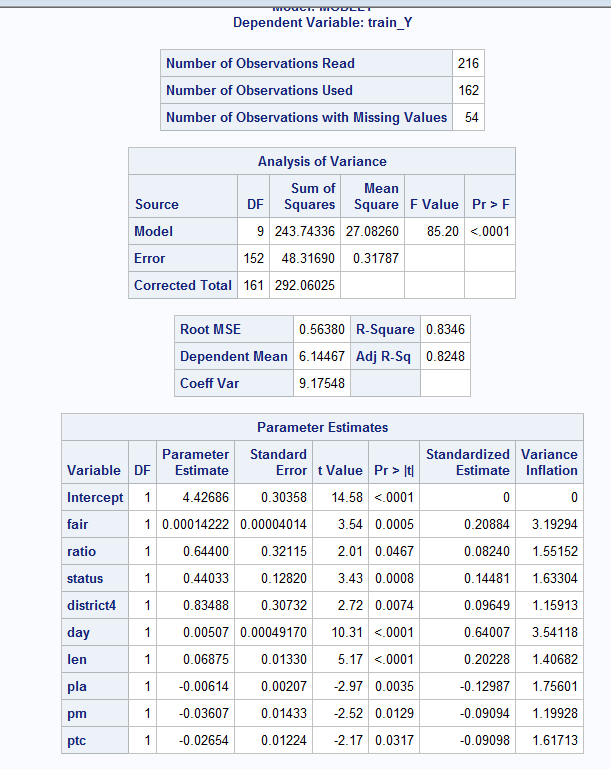 Dependent Variable: train_Y
Number of Observations Read 216
Number of Observations Used 162
Number of Observations with Missing Values 54
Analysis of Variance
Source DF Sum of Squares Mean Square F Value Pr > F
Model 9 243.74336 27.08260 85.20 <.0001
Error 152 48.31690 0.31787
Corrected Total 161 292.06025
Root MSE 0.56380 R-Square 0.8346
Dependent Mean 6.14467 Adj R-Sq 0.8248
Coeff Var 9.17548
Parameter Estimates
Variable DF Parameter Estimate Standard Error t Value Pr > |t| Standardized Estimate Variance Inflation
Intercept 1 4.42686 0.30358 14.58 <.0001 0 0
fair 1 0.00014222 0.00004014 3.54 0.0005 0.20884 3.19294
ratio 1 0.64400 0.32115 2.01 0.0467 0.08240 1.55152
status 1 0.44033 0.12820 3.43 0.0008 0.14481 1.63304
district4 1 0.83488 0.30732 2.72 0.0074 0.09649 1.15913
day 1 0.00507 0.00049170 10.31 <.0001 0.64007 3.54118
len 1 0.06875 0.01330 5.17 <.0001 0.20228 1.40682
pla 1 -0.00614 0.00207 -2.97 0.0035 -0.12987 1.75601
pm 1 -0.03607 0.01433 -2.52 0.0129 -0.09094 1.19928
ptc 1 -0.02654 0.01224 -2.17 0.0317 -0.09098 1.61713